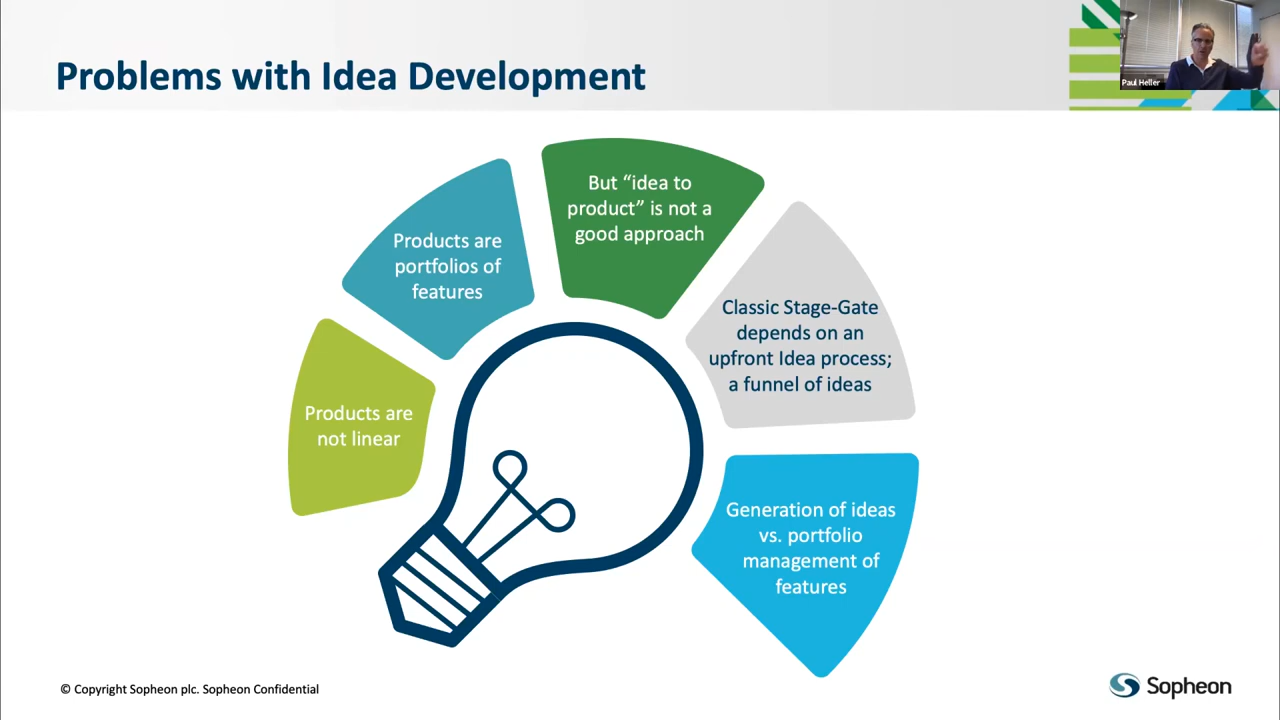 Problems with Idea Development
Paul Heller
Products are
not linear
Products are
portfolios of
features
But “idea to
product” is not a
good approach
Classic Stage-Gate
depends on an
upfront Idea process;
a funnel of ideas
Generation of ideas
vs. portfolio
management of
features
© Copyright Sopheon plc. Sopheon Confidential
Sopheon